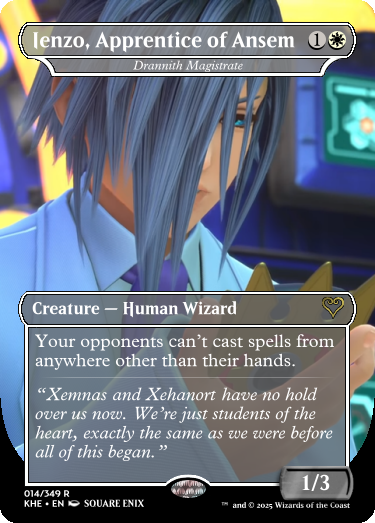 Ienzo, Apprentice of Ansem 1
Drannith Magistrate
Creature — Human Wizard
Your opponents can't cast spells from
anywhere other than their hands.
“Xemnas and Xehanort have no hold
over us now. We're just students of the
heart, exactly the same as we were before
all of this began.”
1/3
014/349 R
KHE • EN SQUARE ENIX
™ and © 2025 Wizards of the Coast